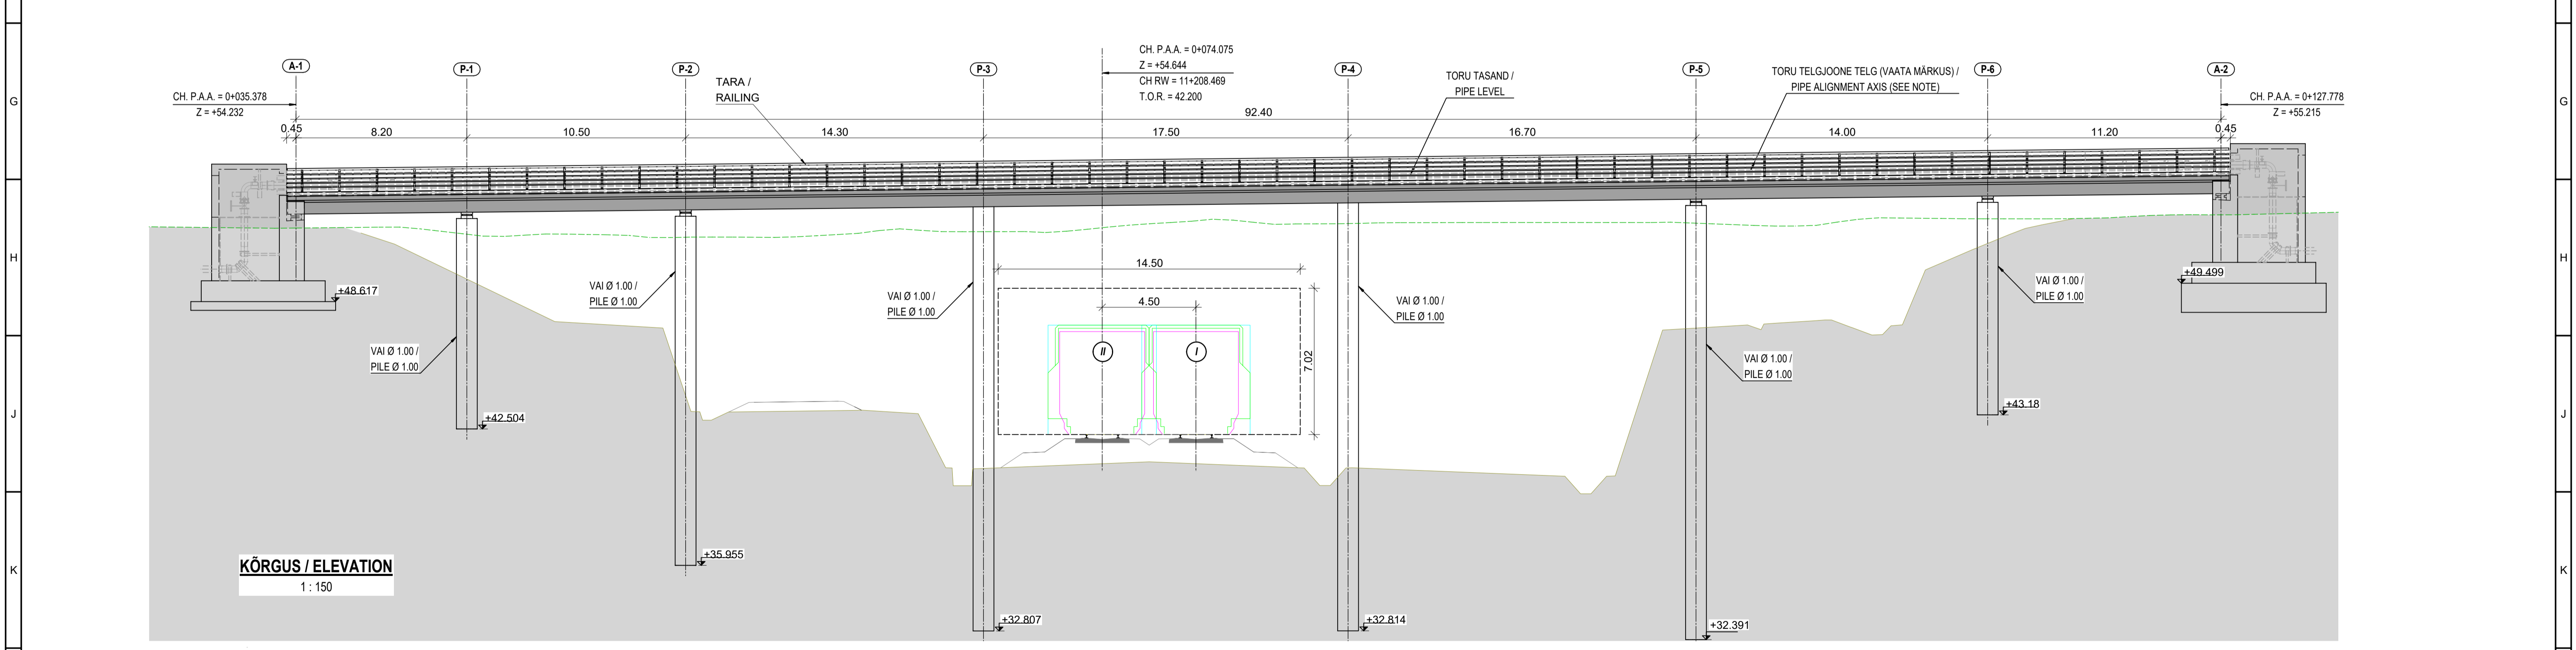 CH. P.A.A. = 0+074.075
Z = +54.644
CH RW = 11+208.469
T.O.R. = 42.200
A-1
P-1
P-2
P-3
P-4
P-5
P-6
A-2
TARA /
RAILING
TORU TASAND /
PIPE LEVEL
TORU TELGJOONE TELG (VAATA MÄRKUS) /
PIPE ALIGNMENT AXIS (SEE NOTE)
CH. P.A.A. = 0+035.378
Z = +54.232
CH. P.A.A. = 0+127.778
Z = +55.215
G
G
92.40
0.45
8.20
10.50
14.30
17.50
16.70
14.00
11.20
0.45
H
H
14.50
4.50
7.02
+48.617
+49.499
VAI Ø 1.00 /
PILE Ø 1.00
VAI Ø 1.00 /
PILE Ø 1.00
VAI Ø 1.00 /
PILE Ø 1.00
VAI Ø 1.00 /
PILE Ø 1.00
VAI Ø 1.00 /
PILE Ø 1.00
VAI Ø 1.00 /
PILE Ø 1.00
II
I
J
J
+42.504
+43.18
+35.955
K
K
KÕRGUS / ELEVATION
1 : 150
+32.807
+32.814
+32.391